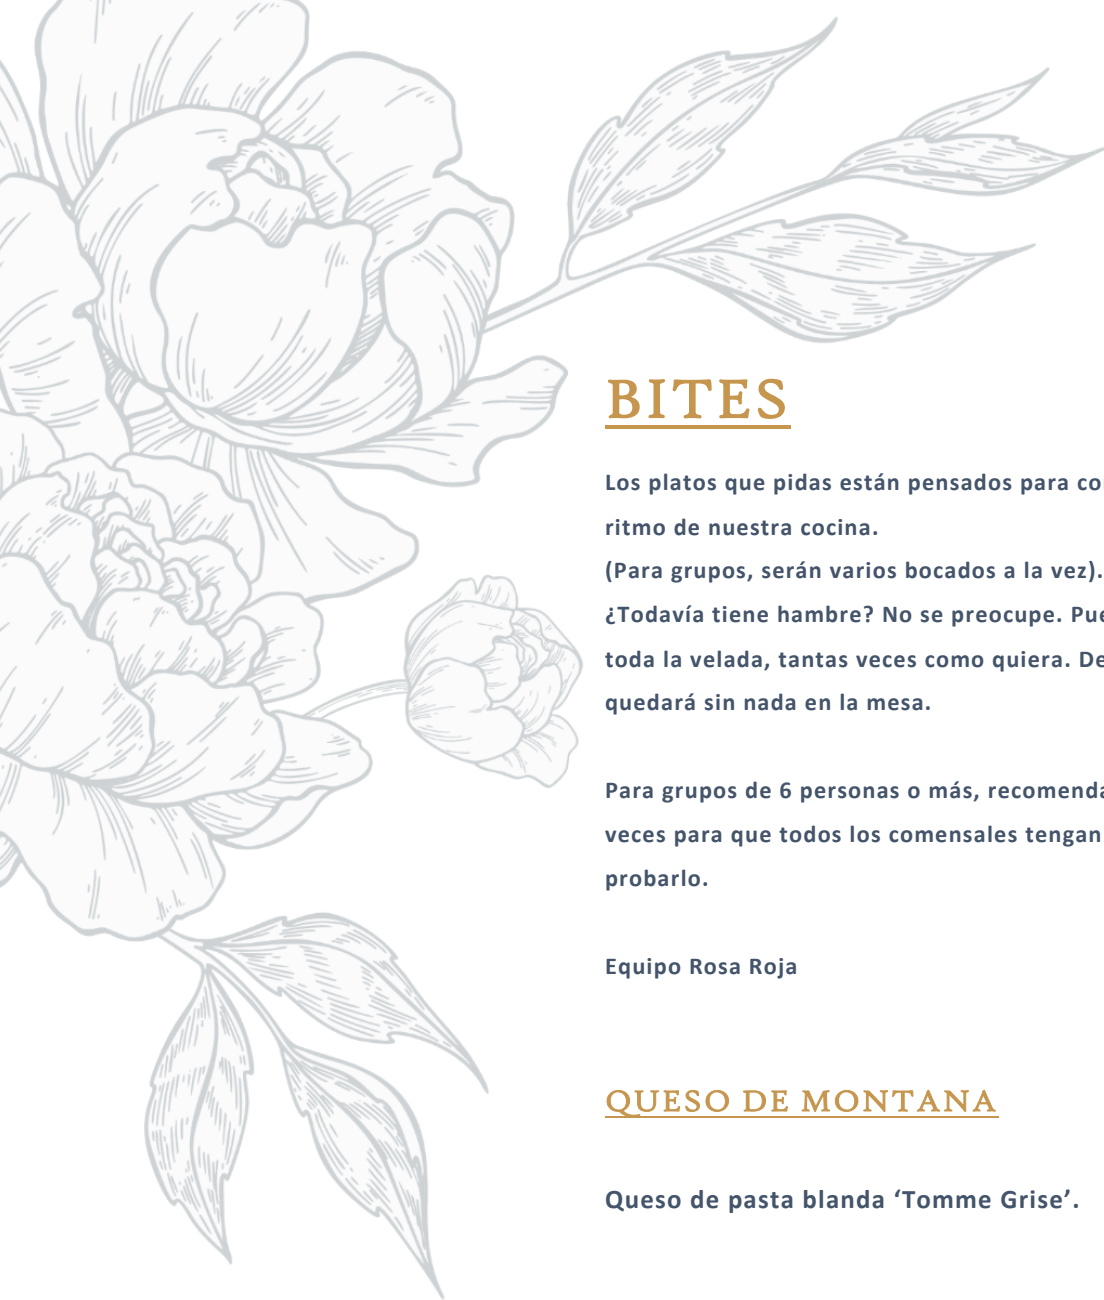 BITES
Los platos que pidas están pensados para
ritmo de nuestra cocina.
(Para grupos, serán varios bocados a la vez).
¿Todavía tiene hambre? No se preocupe.
toda la velada, tantas veces como quiera.
quedará sin nada en la mesa.
Para grupos de 6 personas o más,
veces para que todos los comensales tengan
probarlo.
Equipo Rosa Roja
QUESO DE MONTANA
Queso de pasta blanda ‘Tomme Grise’.